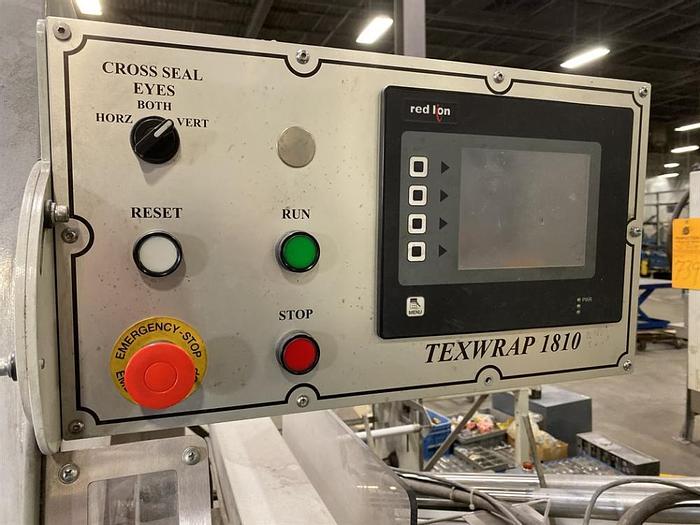 CROSS SEAL
EYES
BOTH
HORZ VERT
RESET
RUN
STOP
EMERGENCY-STOP
red lion
MENU
PWR
TEXWRAP 1810